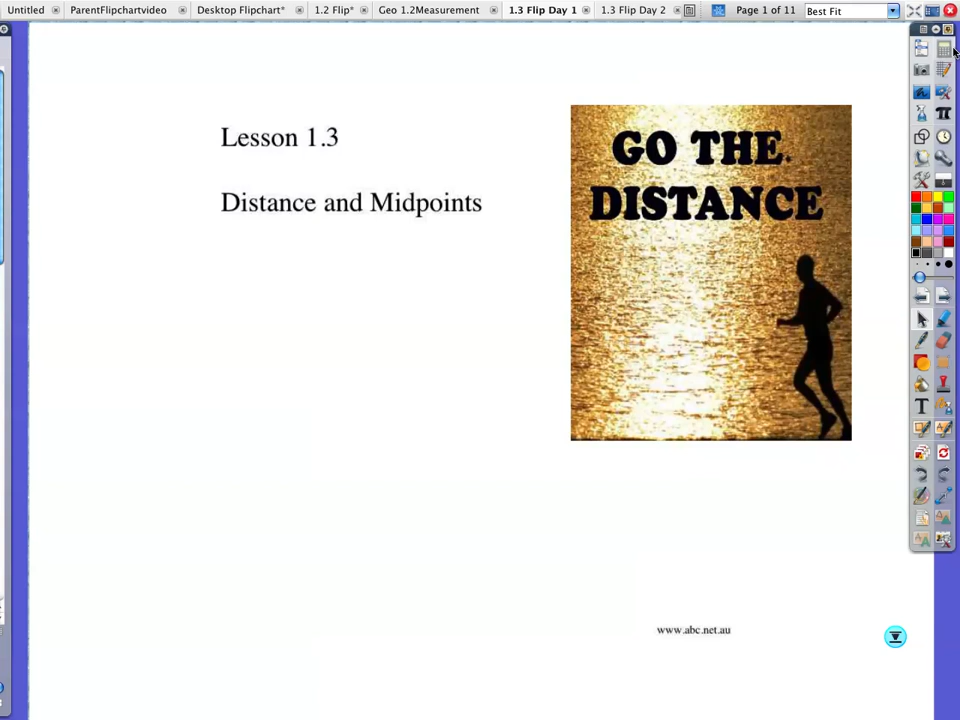 Untitled
ParentFlipchartvideo
Desktop Flipchart*
1.2 Flip*
Geo 1.2Measurement
1.3 Flip Day 1
1.3 Flip Day 2
Page 1 of 11
Best Fit
Lesson 1.3
Distance and Midpoints
GO THE
DISTANCE
www.abc.net.au